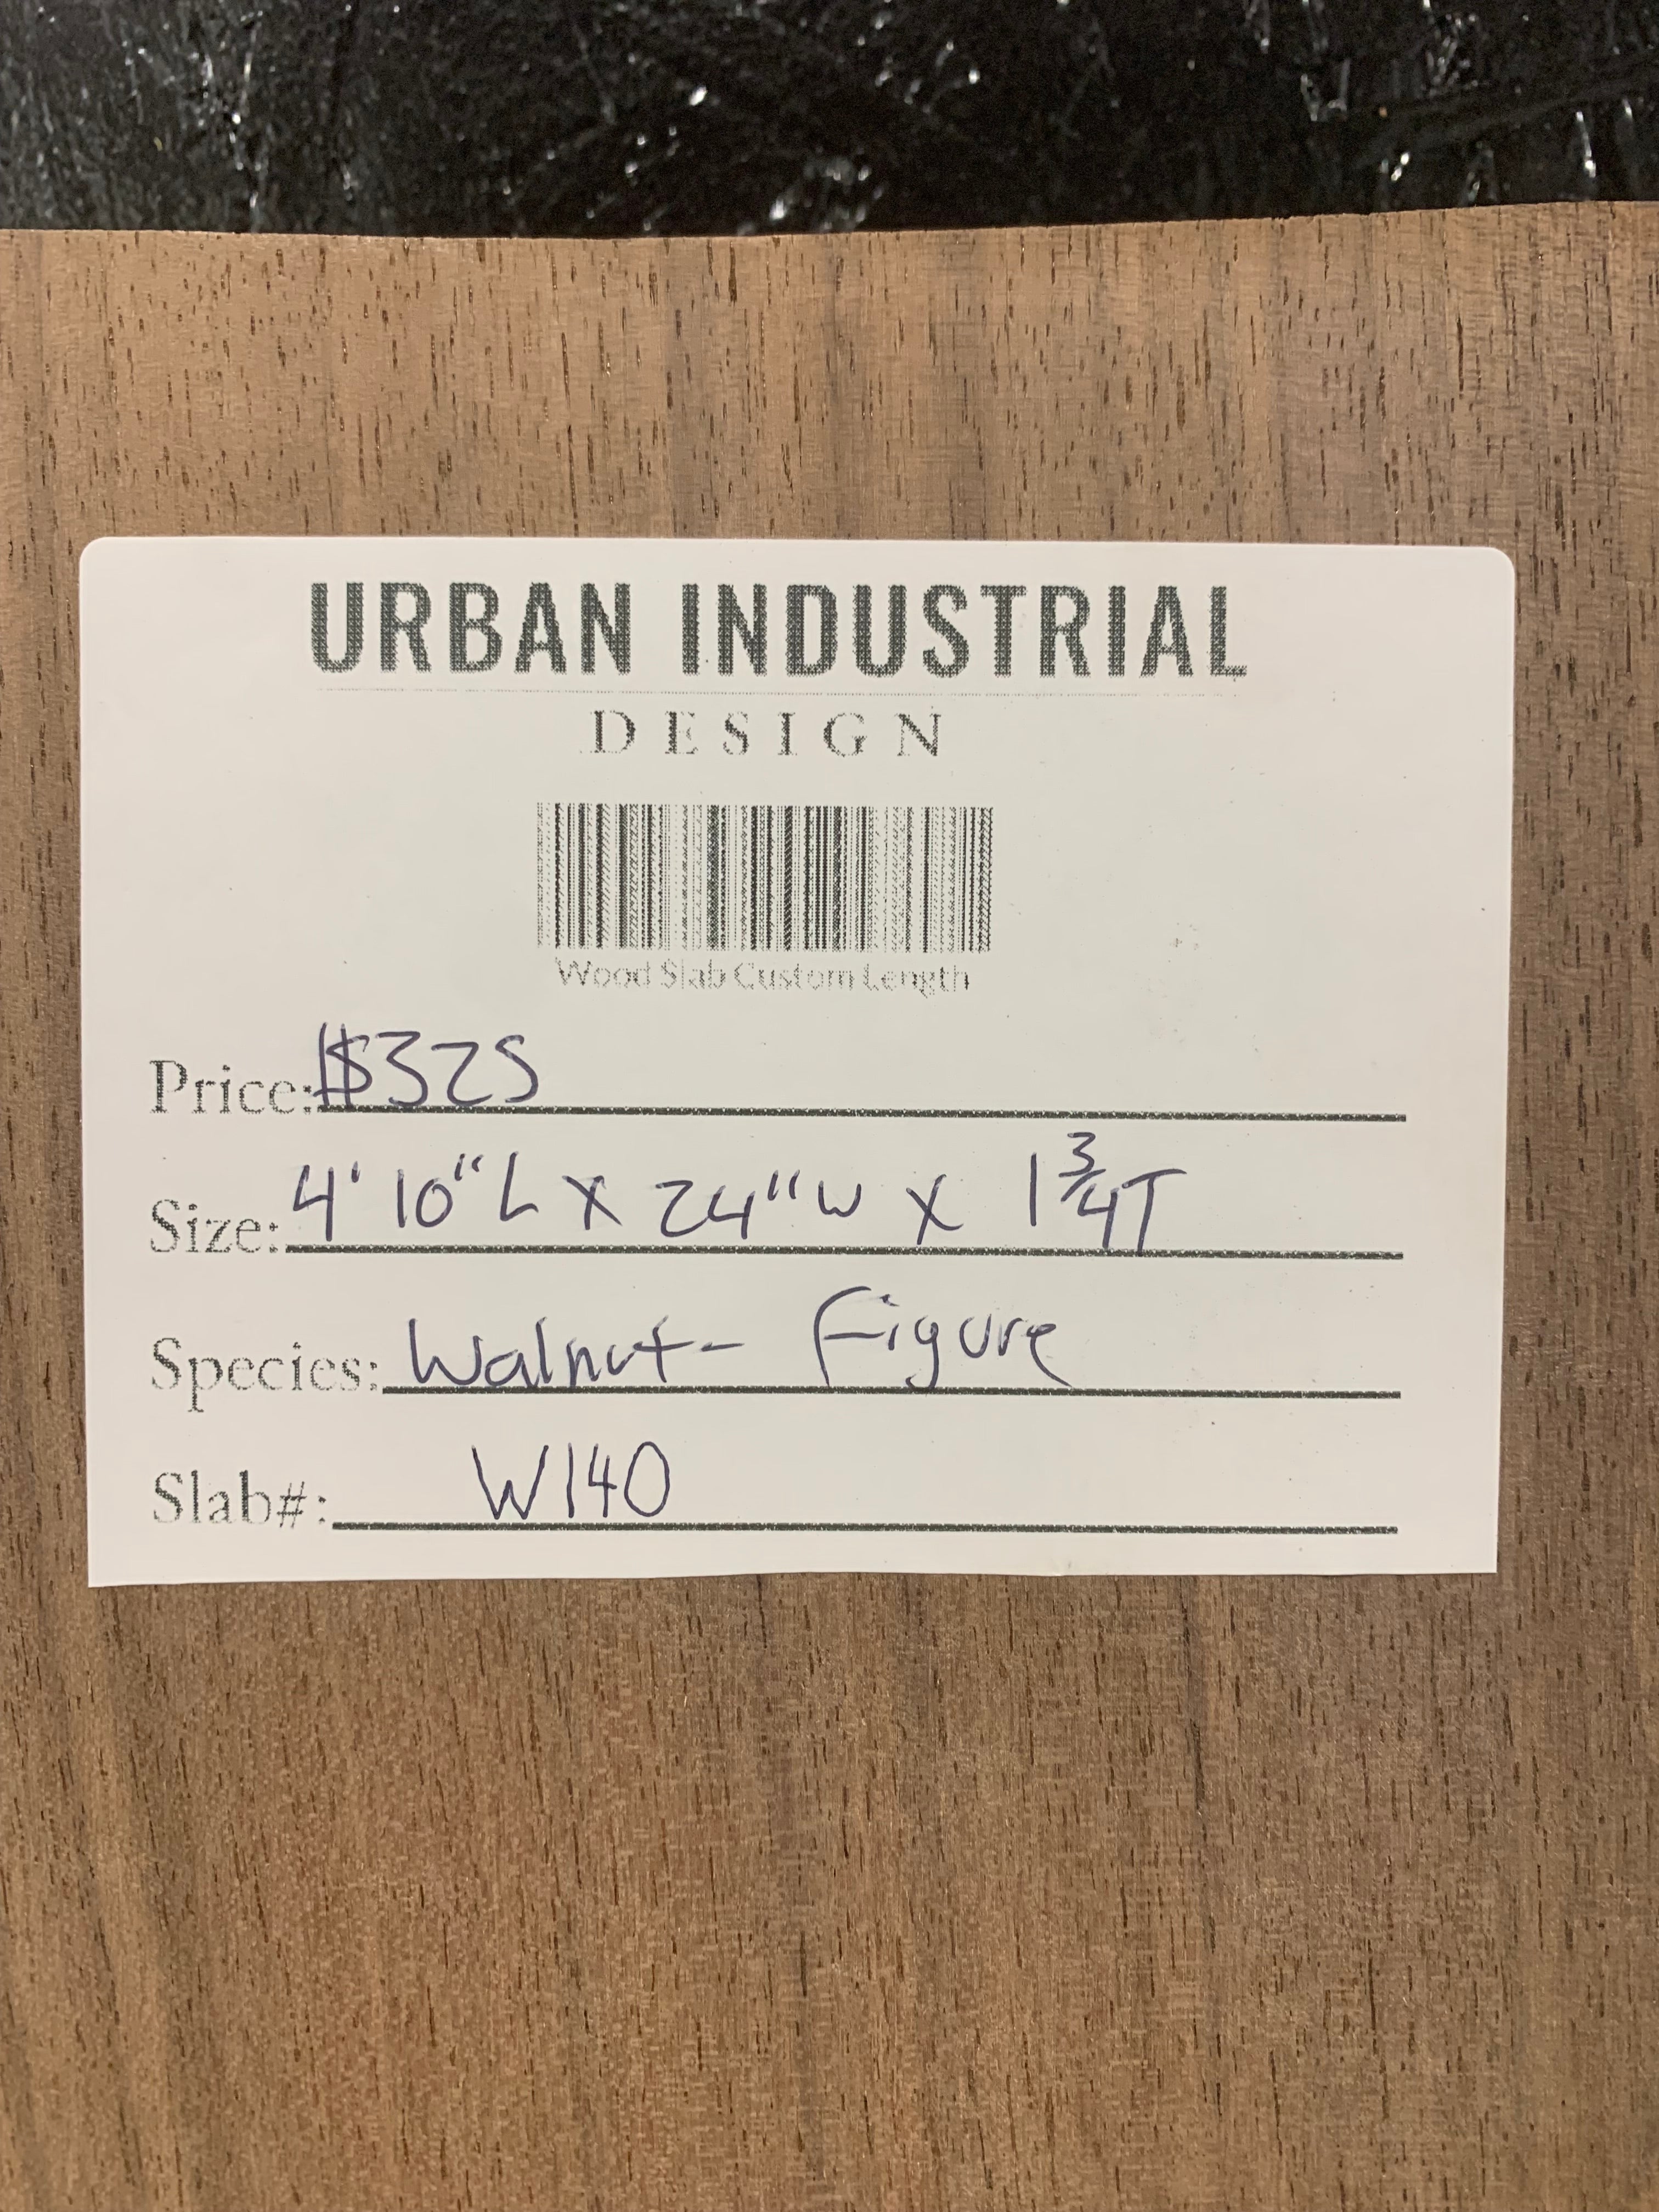 URBAN INDUSTRIAL
DESIGN
Wood Slab Custom Length
Price: $325
Size: 4' 10" L x 24" W x 1 3/4 T
Species: Walnut - Figure
Slab#: W140